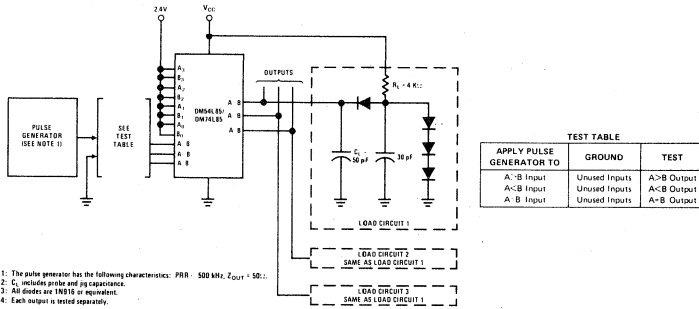 2.4V
VCC
A3
B3
A2
B2
A1
B1
A0
B0
A B
A B
A B
DM54L85/
DM74L85
A B
A B
A B
OUTPUTS
PULSE
GENERATOR
(SEE NOTE 1)
SEE
TEST
TABLE
RL - 4 KΩ
CL -
50 pF
30 pF
LOAD CIRCUIT 1
LOAD CIRCUIT 2
SAME AS LOAD CIRCUIT 1
LOAD CIRCUIT 3
SAME AS LOAD CIRCUIT 1
TEST TABLE
APPLY PULSE GENERATOR TO GROUND TEST
A>B Input Unused Inputs A>B Output
A<B Input Unused Inputs A<B Output
A B Input Unused Inputs A=B Output
1: The pulse generator has the following characteristics: PRR - 500 kHz, ZOUT = 50Ω.
2: CL includes probe and jig capacitance.
3: All diodes are 1N916 or equivalent.
4: Each output is tested separately.